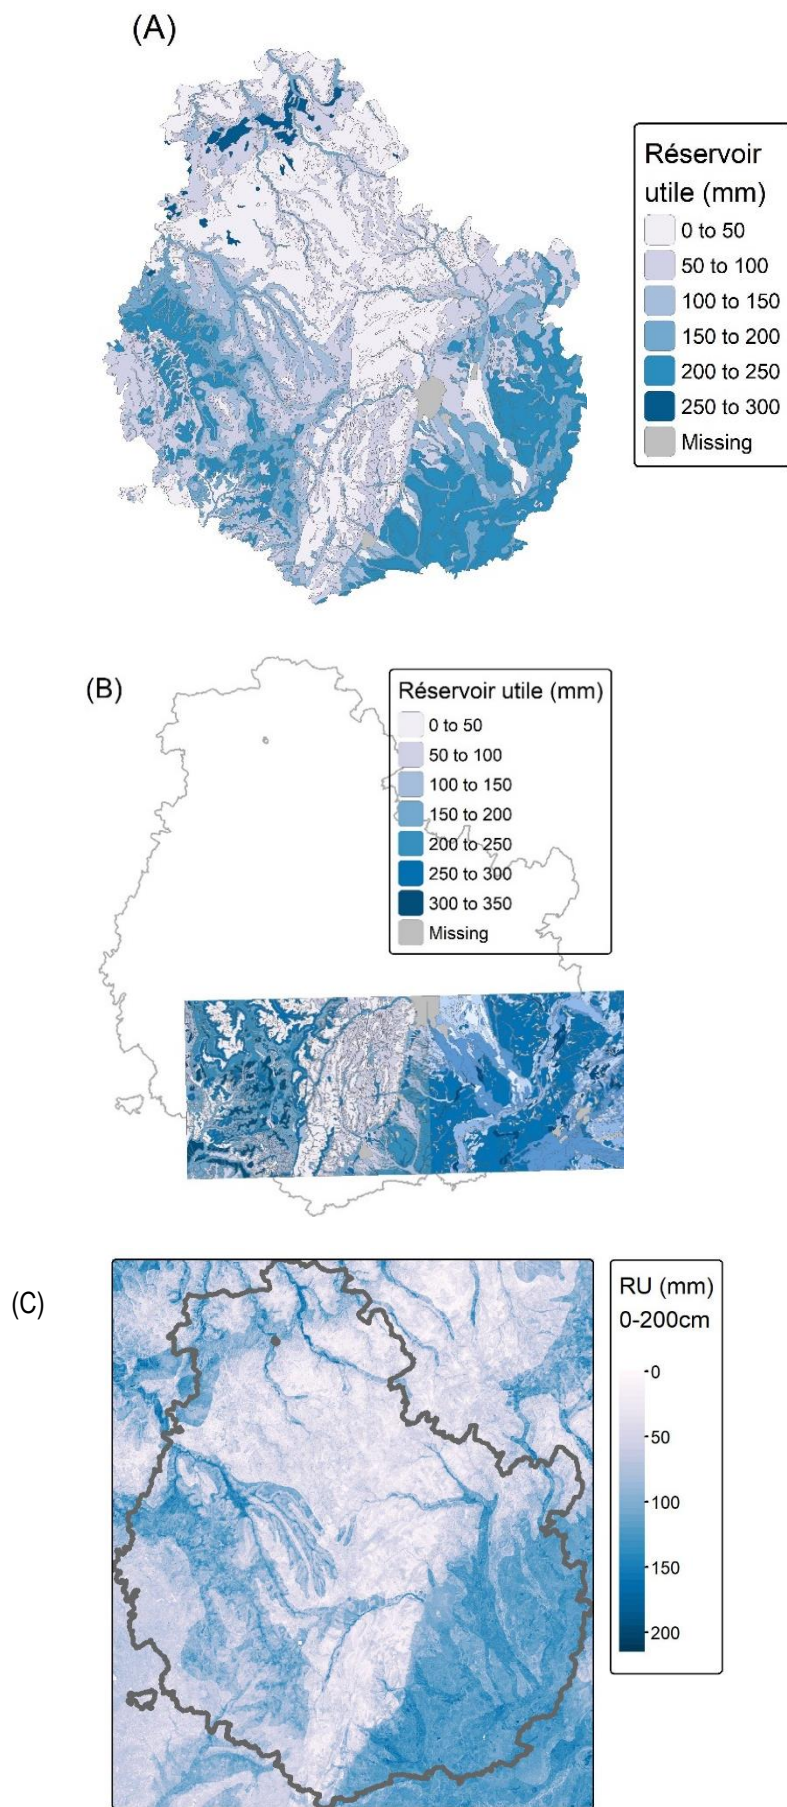 (A)
Réservoir
utile (mm)
0 to 50
50 to 100
100 to 150
150 to 200
200 to 250
250 to 300
Missing
(B)
Réservoir utile (mm)
0 to 50
50 to 100
100 to 150
150 to 200
200 to 250
250 to 300
300 to 350
Missing
(C)
RU (mm)
0-200cm
0
50
100
150
200